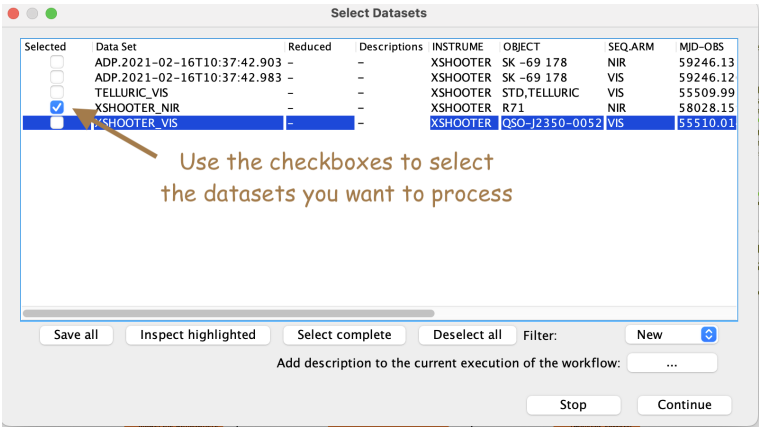 Select Datasets
Selected Data Set Reduced Descriptions INSTRUME OBJECT SEQ.ARM MJD-OBS
ADP.2021-02-16T10:37:42.903 – – XSHOOTER SK -69 178 NIR 59246.13
ADP.2021-02-16T10:37:42.983 – – XSHOOTER SK -69 178 VIS 59246.12
TELLURIC_VIS – – XSHOOTER STD,TELLURIC VIS 55509.99
XSHOOTER_NIR – – XSHOOTER R71 NIR 58028.15
XSHOOTER_VIS – – XSHOOTER QSO-J2350-0052 VIS 55510.01
Use the checkboxes to select
the datasets you want to process
Save all Inspect highlighted Select complete Deselect all Filter: New
Add description to the current execution of the workflow: ...
Stop Continue